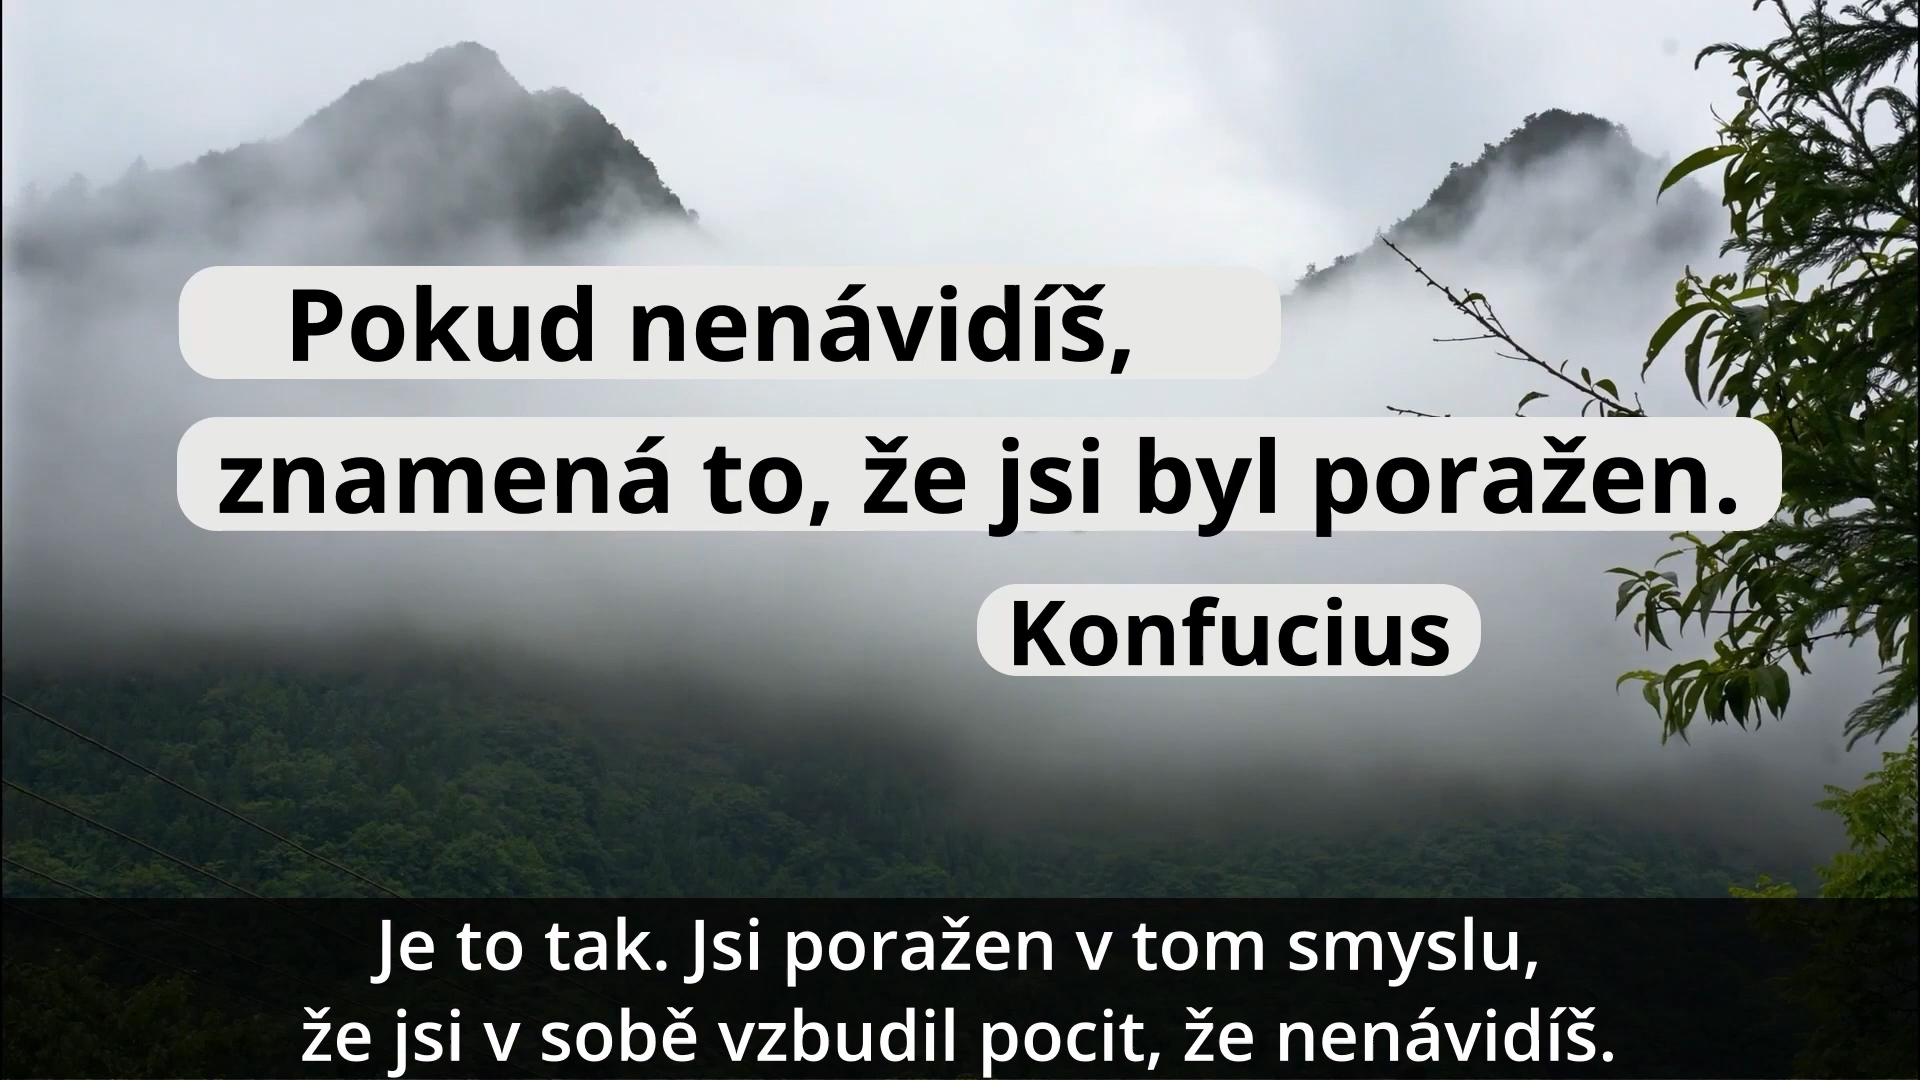 Pokud nenávidíš,
znamená to, že jsi byl poražen.
Konfucius
Je to tak. Jsi poražen v tom smyslu,
že jsi v sobě vzbudil pocit, že nenávidíš.